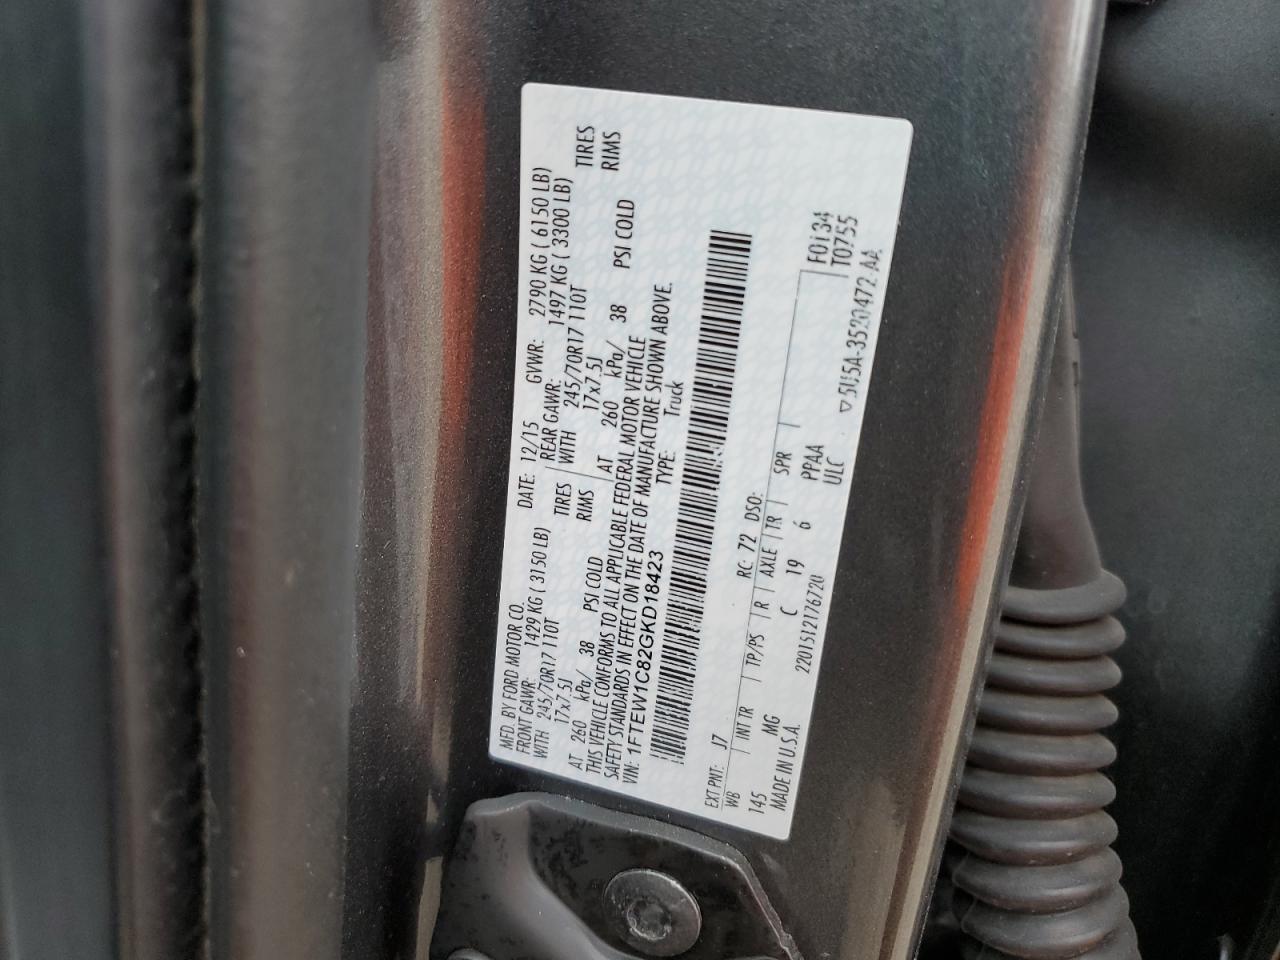 MFD. BY FORD MOTOR CO.
DATE: 12/15 GVWR: 2790 KG ( 6150 LB)
FRONT GAWR: 1429 KG ( 3150 LB) REAR GAWR: 1497 KG ( 3300 LB)
WITH 245/70R17 110T TIRES WITH 245/70R17 110T TIRES
17x7.5J RIMS 17x7.5J RIMS
AT 260 kPa/ 38 PSI COLD AT 260 kPa/ 38 PSI COLD
THIS VEHICLE CONFORMS TO ALL APPLICABLE FEDERAL MOTOR VEHICLE
SAFETY STANDARDS IN EFFECT ON THE DATE OF MANUFACTURE SHOWN ABOVE.
VIN: 1FTEW1C82GKD18423 TYPE: Truck
EXT PNT: J7 RC: 72 DSO:
WB INT TR TP/PS R AXLE TR SPR F0134
T0755
145 MG C 19 6 PPAA
MADE IN U.S.A. 2201512176720 ULC ▽5U5A-3520472-AA